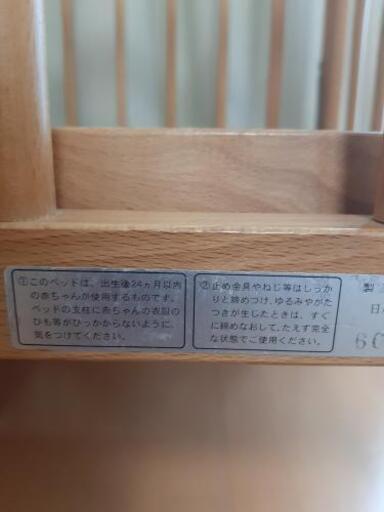 ①このベッドは、出生後24ヵ月以内
の赤ちゃんが使用するものです。
ベッドの支柱に赤ちゃんの衣服の
ひも等がひっかからないように、
気をつけてください。
②止め金具やねじ等はしっか
りと締めつけ、ゆるみやがた
つきが生じたときは、すぐ
に締めなおして、たえず完全
な状態でご使用ください。
製
日
60